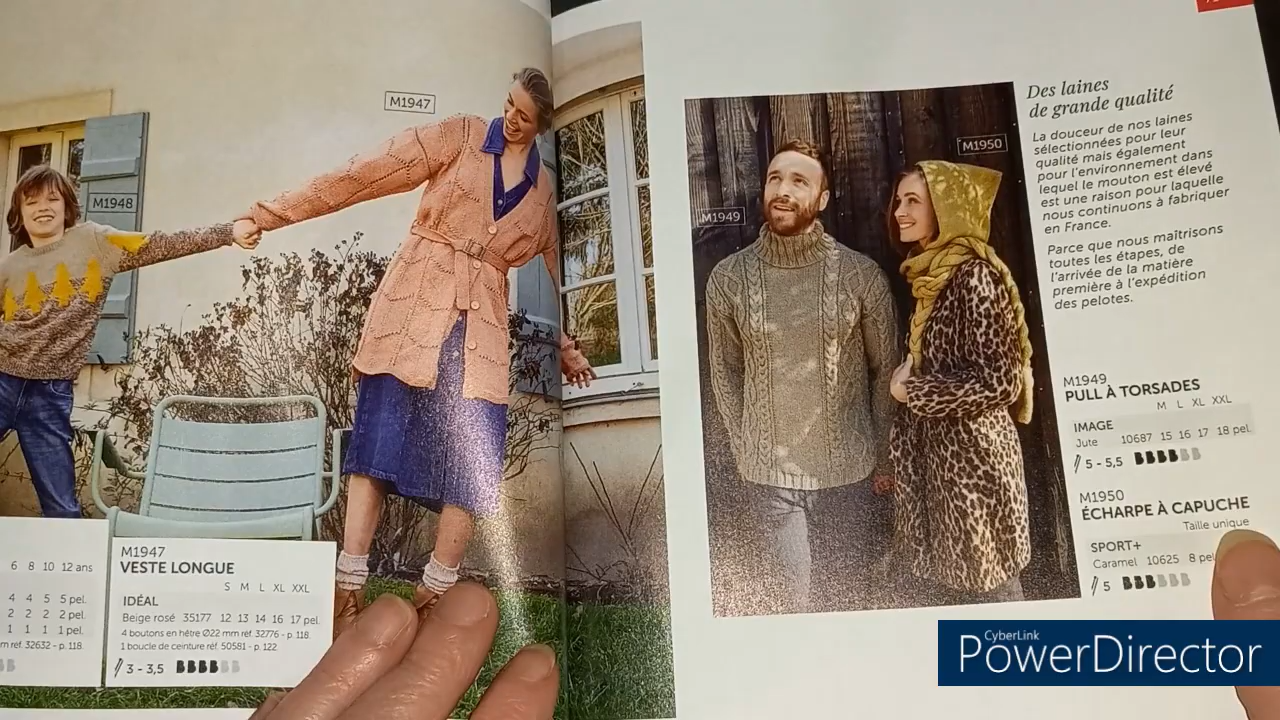 M1947
M1948
6 8 10 12 ans
4 4 5 5 pel.
2 2 2 2 pel.
1 1 1 1 pel.
m réf. 32632 - p. 118.
M1947
VESTE LONGUE
S M L XL XXL
IDÉAL
Beige rosé 35177 12 13 14 16 17 pel.
4 boutons en hêtre Ø22 mm réf. 32776 - p. 118.
1 boucle de ceinture réf. 50581 - p. 122
3 - 3,5
M1950
M1949
Des laines
de grande qualité
La douceur de nos laines
sélectionnées pour leur
qualité mais également
pour l'environnement dans
lequel le mouton est élevé
est une raison pour laquelle
nous continuons à fabriquer
en France.
Parce que nous maîtrisons
toutes les étapes, de
l'arrivée de la matière
première à l'expédition
des pelotes.
M1949
PULL À TORSADES
M L XL XXL
IMAGE
Jute 10687 15 16 17 18 pel.
5 - 5,5
M1950
ÉCHARPE À CAPUCHE
Taille unique
SPORT+
Caramel 10625 8 pel
5
CyberLink
PowerDirector